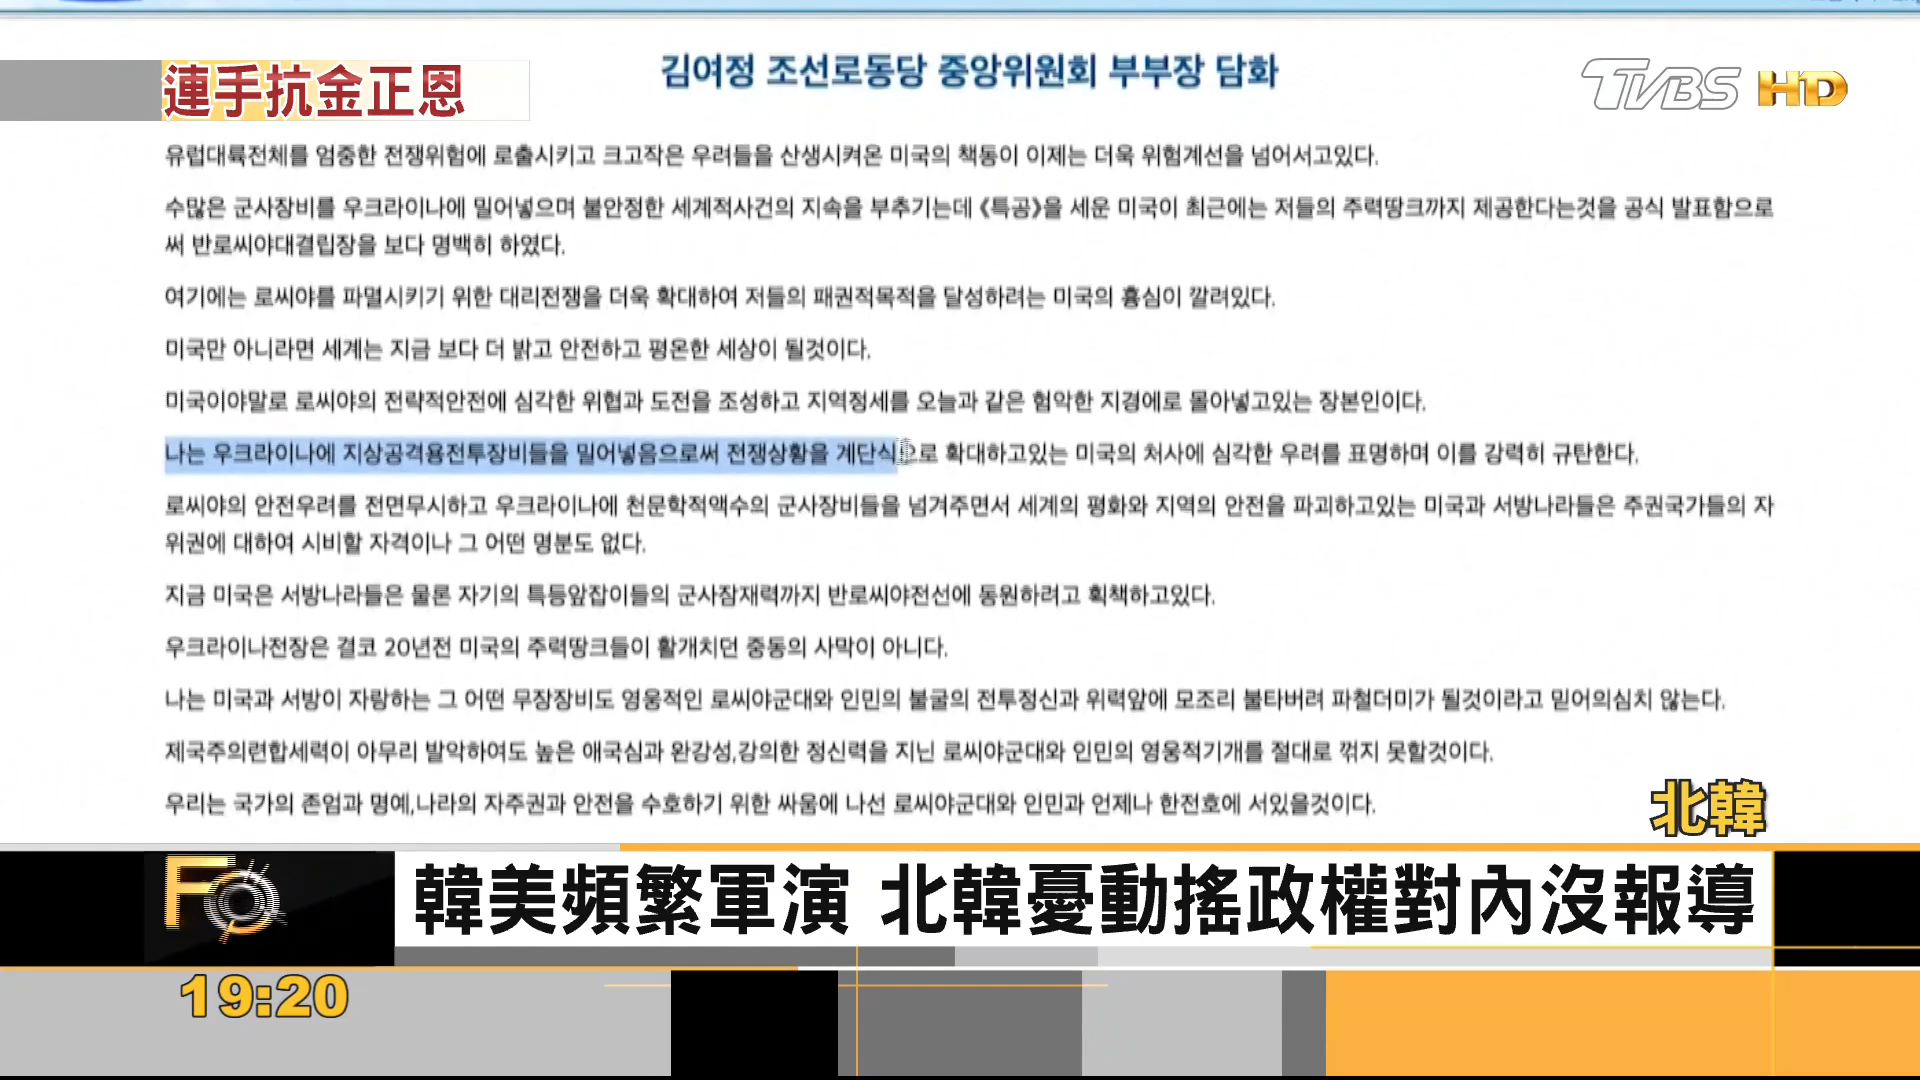 連手抗金正恩
김여정 조선로동당 중앙위원회 부부장 담화
TVBS HD
유럽대륙전체를 엄중한 전쟁위험에 로출시키고 크고작은 우려들을 산생시켜온 미국의 책동이 이제는 더욱 위험계선을 넘어서고있다.
수많은 군사장비를 우크라이나에 밀어넣으며 불안정한 세계적사건의 지속을 부추기는데 《특공》을 세운 미국이 최근에는 저들의 주력땅크까지 제공한다는것을 공식 발표함으로
써 반로씨야대결립장을 보다 명백히 하였다.
여기에는 로씨야를 파멸시키기 위한 대리전쟁을 더욱 확대하여 저들의 패권적목적을 달성하려는 미국의 흉심이 깔려있다.
미국만 아니라면 세계는 지금 보다 더 밝고 안전하고 평온한 세상이 될것이다.
미국이야말로 로씨야의 전략적안전에 심각한 위협과 도전을 조성하고 지역정세를 오늘과 같은 험악한 지경에로 몰아넣고있는 장본인이다.
나는 우크라이나에 지상공격용전투장비들을 밀어넣음으로써 전쟁상황을 계단식으로 확대하고있는 미국의 처사에 심각한 우려를 표명하며 이를 강력히 규탄한다.
로씨야의 안전우려를 전면무시하고 우크라이나에 천문학적액수의 군사장비들을 넘겨주면서 세계의 평화와 지역의 안전을 파괴하고있는 미국과 서방나라들은 주권국가들의 자
위권에 대하여 시비할 자격이나 그 어떤 명분도 없다.
지금 미국은 서방나라들은 물론 자기의 특등앞잡이들의 군사잠재력까지 반로씨야전선에 동원하려고 획책하고있다.
우크라이나전장은 결코 20년전 미국의 주력땅크들이 활개치던 중동의 사막이 아니다.
나는 미국과 서방이 자랑하는 그 어떤 무장장비도 영웅적인 로씨야군대와 인민의 불굴의 전투정신과 위력앞에 모조리 불타버려 파철더미가 될것이라고 믿어의심치 않는다.
제국주의련합세력이 아무리 발악하여도 높은 애국심과 완강성,강의한 정신력을 지닌 로씨야군대와 인민의 영웅적기개를 절대로 꺾지 못할것이다.
우리는 국가의 존엄과 명예,나라의 자주권과 안전을 수호하기 위한 싸움에 나선 로씨야군대와 인민과 언제나 한전호에 서있을것이다.
北韓
韓美頻繁軍演 北韓憂動搖政權對內沒報導
19:20